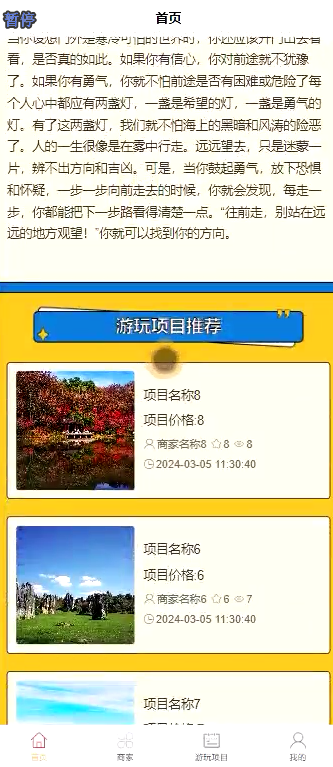 暂停
首页
当你设想门外是寒冷可怕的世界时，你还应该开门出去看
看，是否真的如此。如果你有信心，你对前途就不犹豫
了。如果你有勇气，你就不怕前途是否有困难或危险了每
个人心中都应有两盏灯，一盏是希望的灯，一盏是勇气的
灯。有了这两盏灯，我们就不怕海上的黑暗和风涛的险恶
了。人的一生很像是在雾中行走。远远望去，只是迷蒙一
片，辨不出方向和吉凶。可是，当你鼓起勇气，放下恐惧
和怀疑，一步一步向前走去的时候，你就会发现，每走一
步，你都能把下一步路看得清楚一点。“往前走，别站在远
远的地方观望！”你就可以找到你的方向。
游玩项目推荐
项目名称8
项目价格:8
商家名称8 8 8
2024-03-05 11:30:40
项目名称6
项目价格:6
商家名称6 6 7
2024-03-05 11:30:40
项目名称7
首页
商家
游玩项目
我的